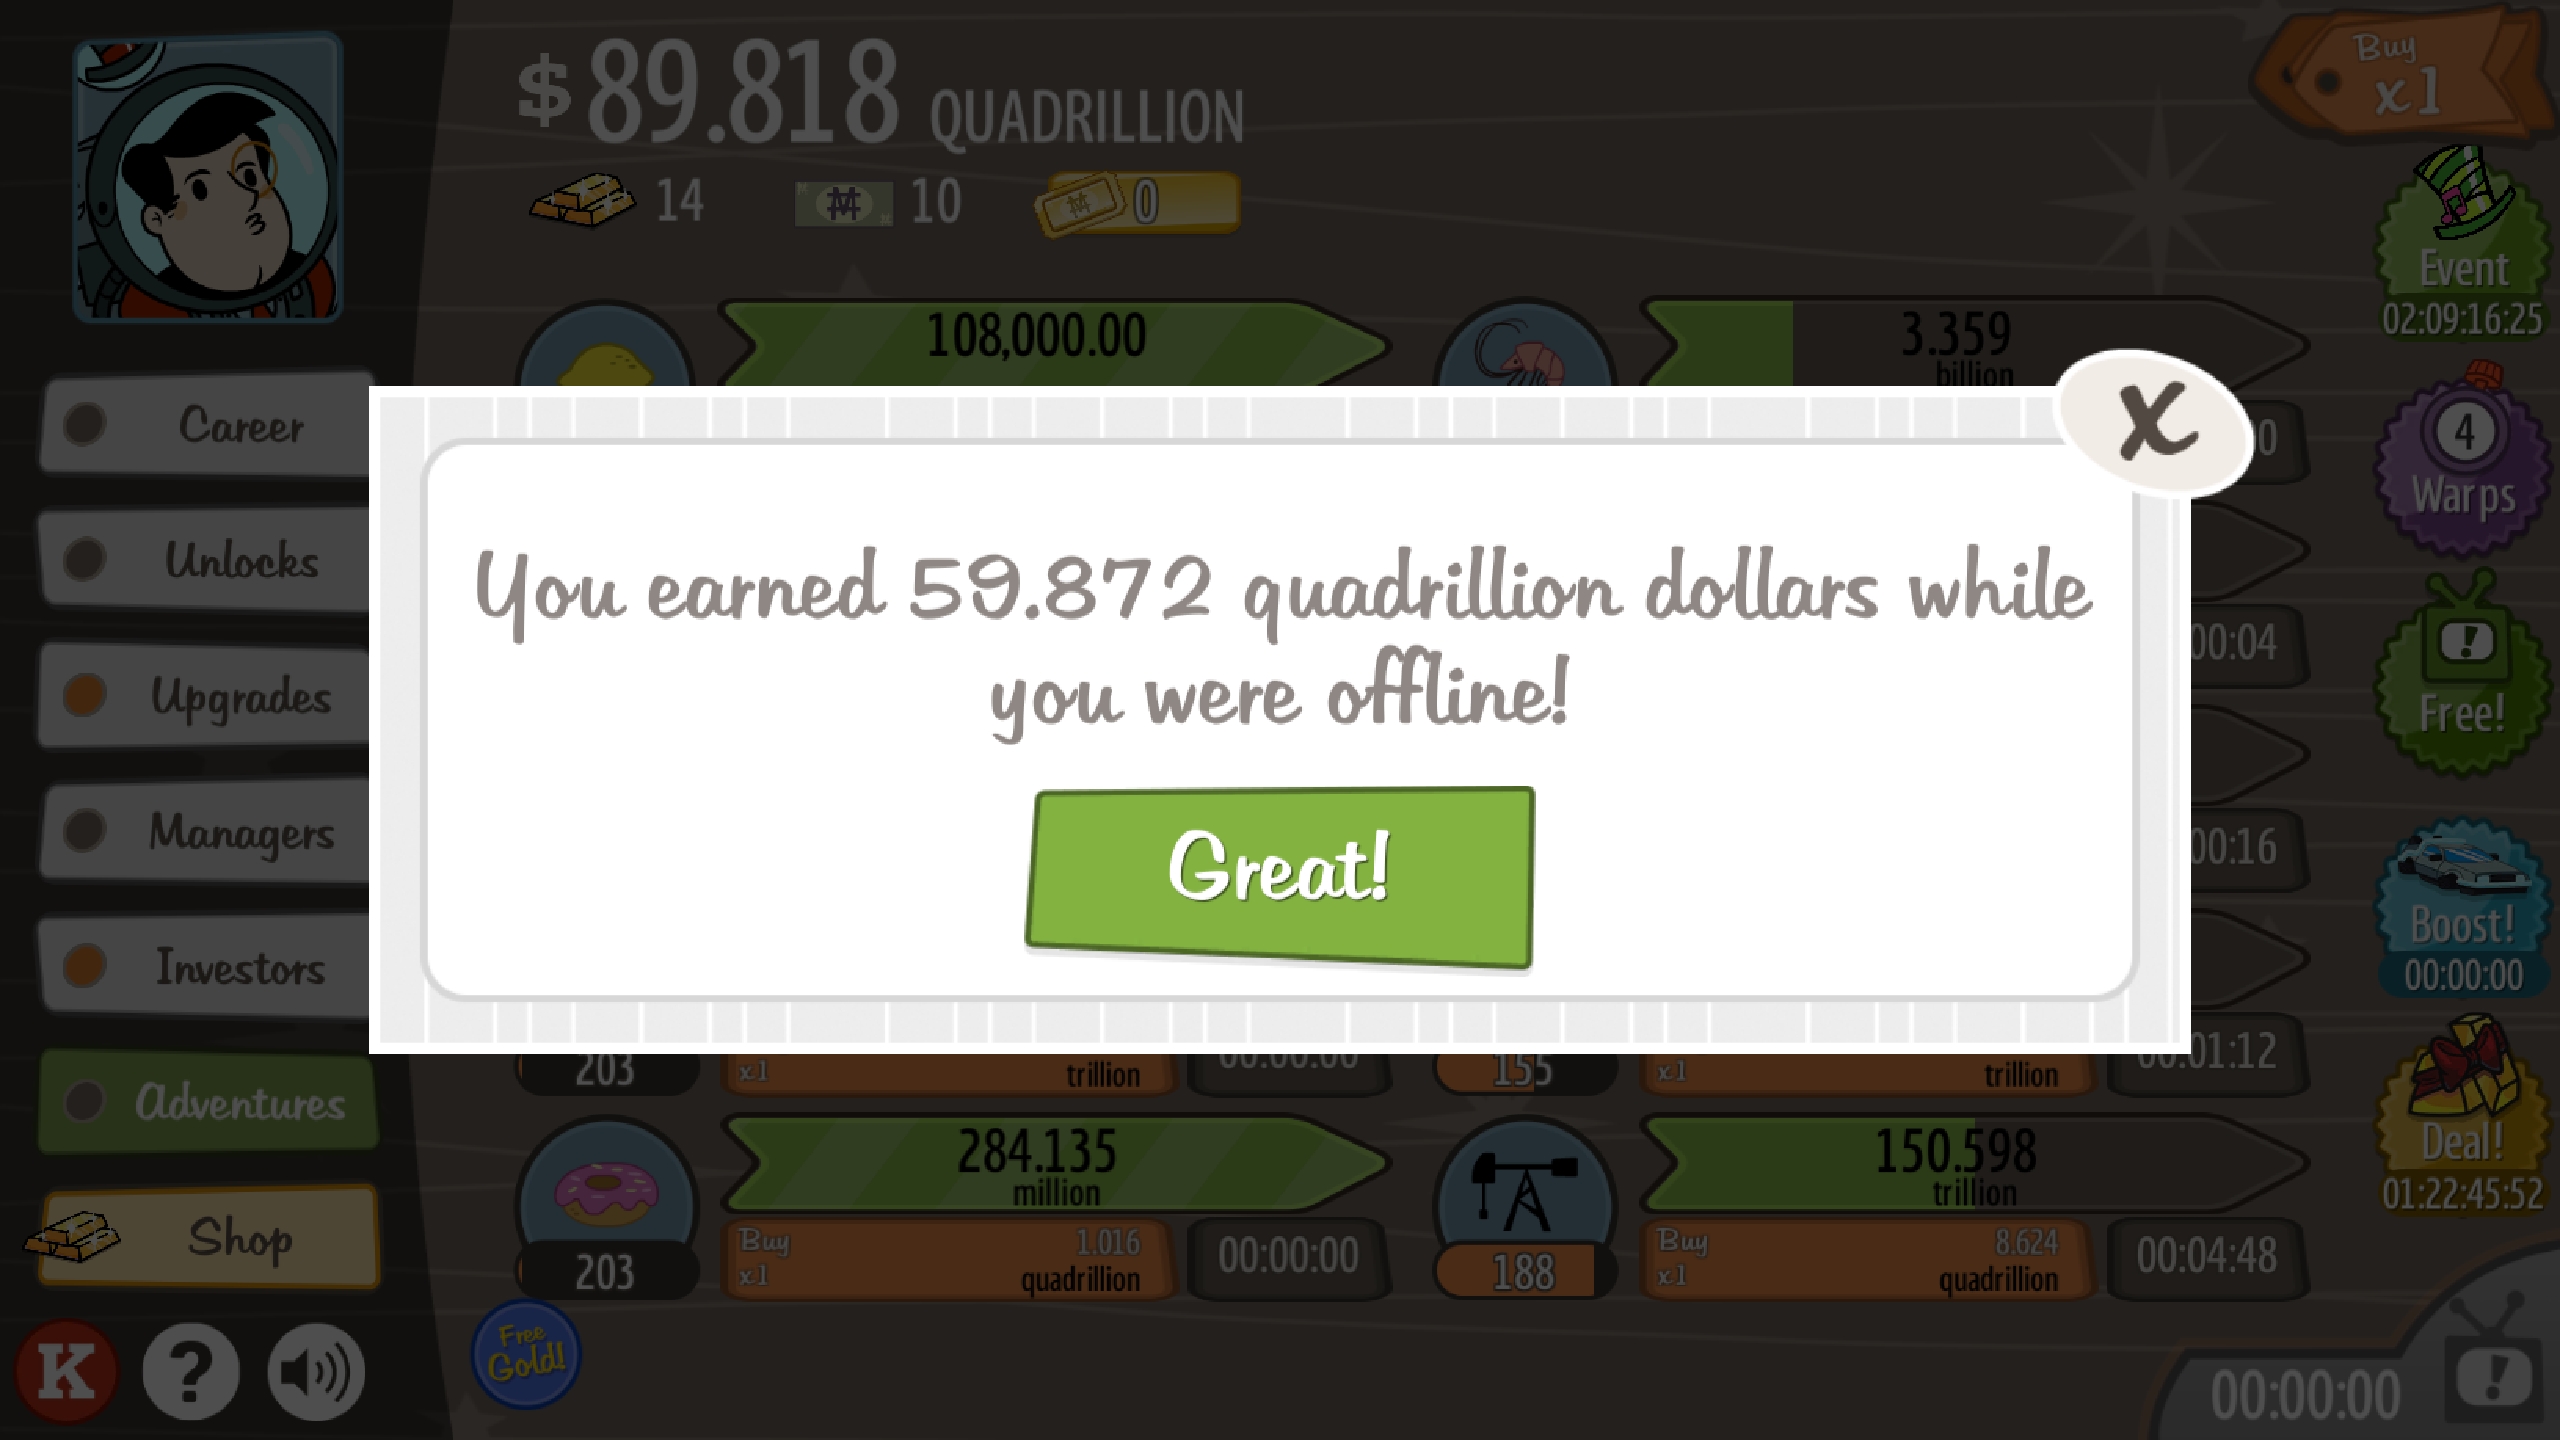 $89.818 QUADRILLION
14
10
0
Buy
x1
Event
02:09:16:25
4
Warps
Free!
Boost!
00:00:00
Deal!
01:22:45:52
Career
Unlocks
Upgrades
Managers
Investors
Adventures
Shop
K
?
108,000.00
3.359
billion
You earned 59.872 quadrillion dollars while
you were offline!
Great!
X
00:04
00:16
203
x1
trillion
155
x1
trillion
00:01:12
284.135
million
150.598
trillion
203
Buy
x1
1.016
quadrillion
00:00:00
188
Buy
x1
8.624
quadrillion
00:04:48
Free
Gold!
00:00:00